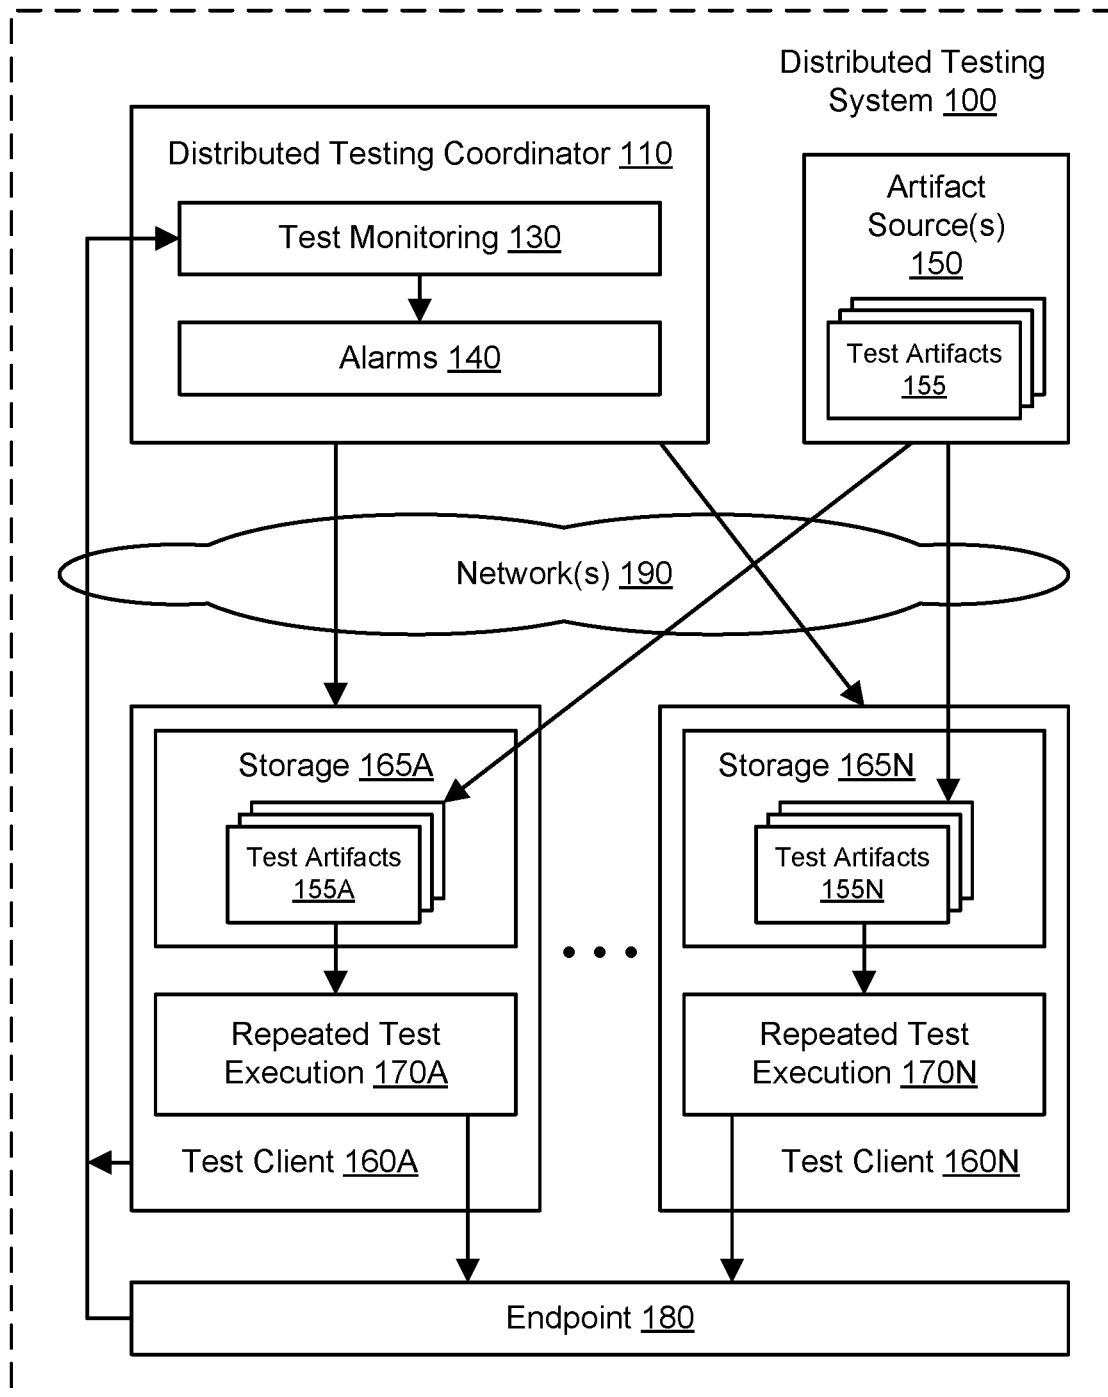 Distributed Testing
System 100
Distributed Testing Coordinator 110
Test Monitoring 130
Alarms 140
Artifact
Source(s)
150
Test Artifacts
155
Network(s) 190
Storage 165A
Test Artifacts
155A
Repeated Test
Execution 170A
Test Client 160A
Storage 165N
Test Artifacts
155N
Repeated Test
Execution 170N
Test Client 160N
Endpoint 180